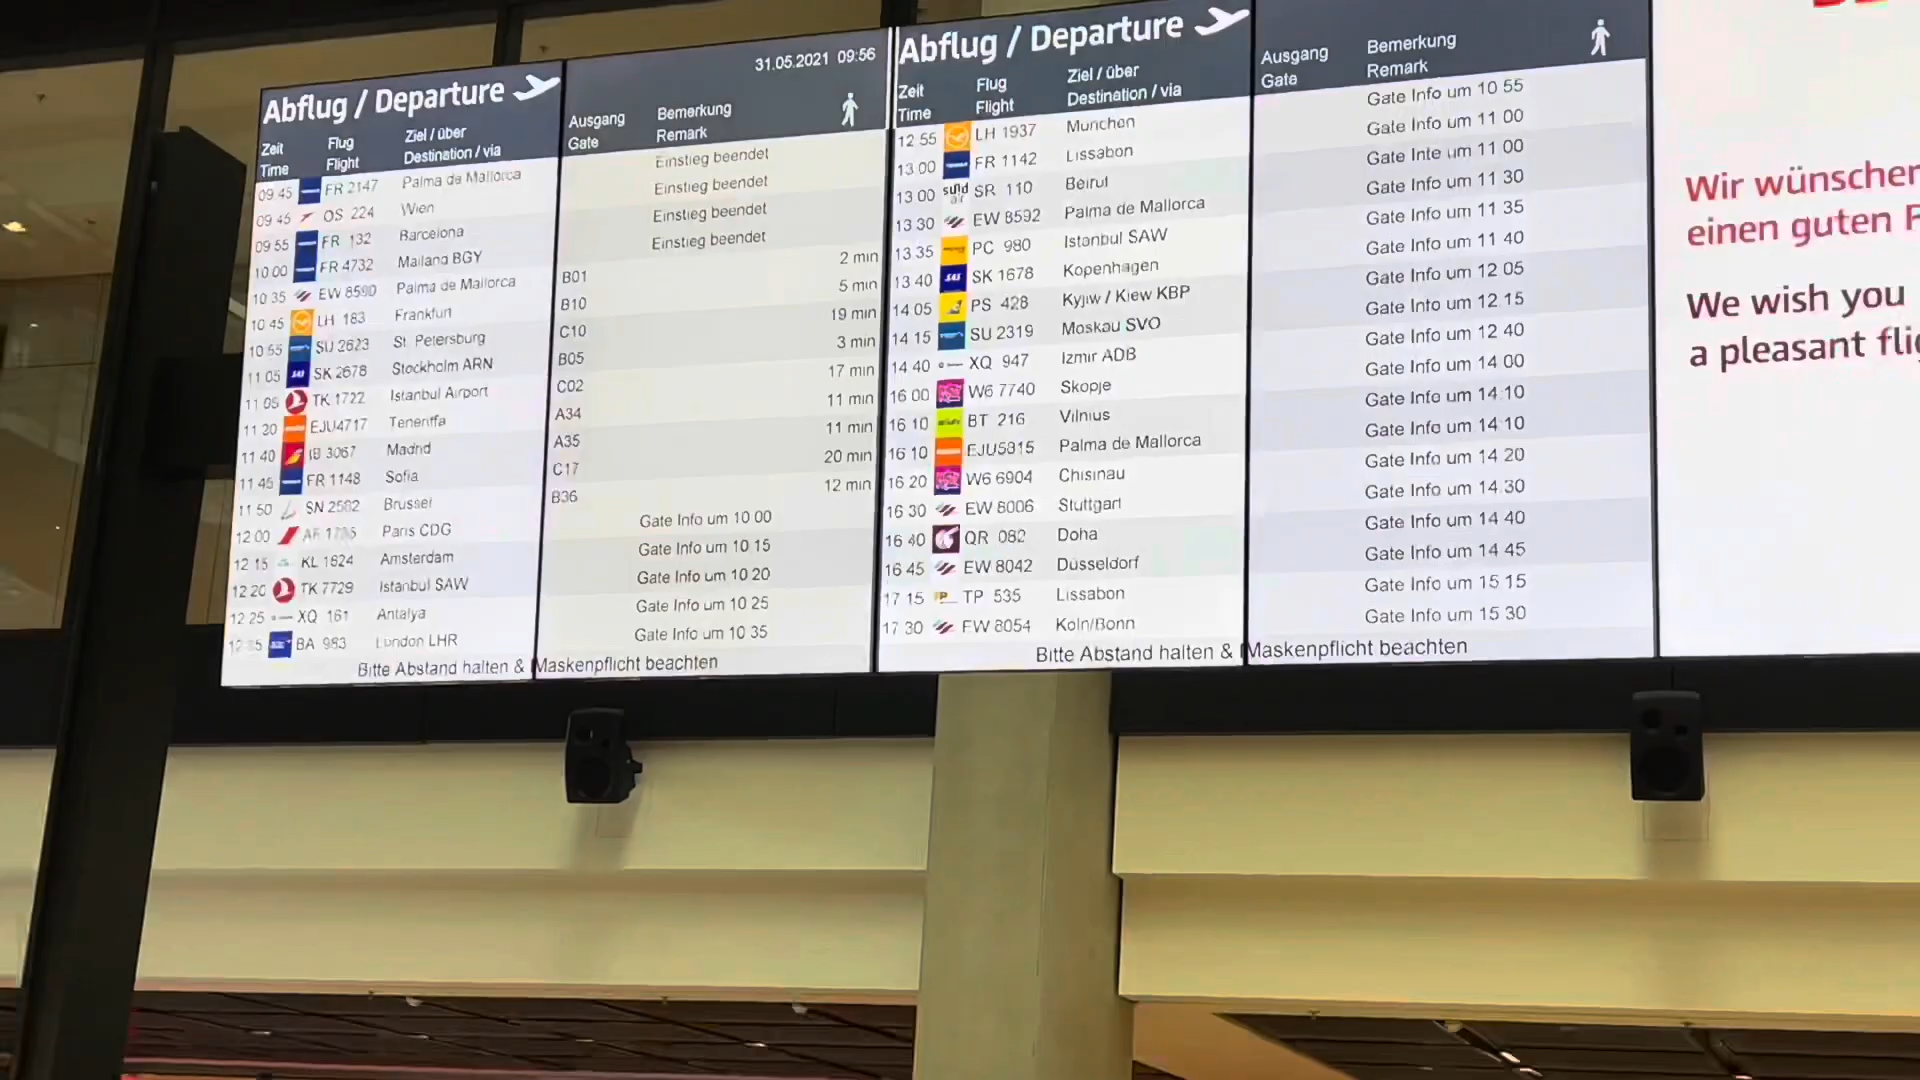 Abflug / Departure
31.05.2021 09:56
Zeit Flug Ziel / über Ausgang Bemerkung
Time Flight Destination / via Gate Remark
09 45 FR 2147 Palma de Mallorca Einstieg beendet
09 45 OS 224 Wien Einstieg beendet
09 55 FR 132 Barcelona Einstieg beendet
10 00 FR 4732 Mailand BGY Einstieg beendet
10 35 EW 8590 Palma de Mallorca B01 2 min
10 45 LH 183 Frankfurt B10 5 min
10 55 SU 2623 St. Petersburg C10 19 min
11 05 SK 2678 Stockholm ARN B05 3 min
11 05 TK 1722 Istanbul Airport C02 17 min
11 20 EJU4717 Teneriffa A34 11 min
11 40 IB 3067 Madrid A35 11 min
11 45 FR 1148 Sofia C17 20 min
11 50 SN 2582 Brüssel B36 12 min
12 00 AF Paris CDG Gate Info um 10 00
12 15 KL 1824 Amsterdam Gate Info um 10 15
12 20 TK 7729 Istanbul SAW Gate Info um 10 20
12 25 XQ 161 Antalya Gate Info um 10 25
BA 983 London LHR Gate Info um 10 35
Bitte Abstand halten & Maskenpflicht beachten
Abflug / Departure
Zeit Flug Ziel / über Ausgang Bemerkung
Time Flight Destination / via Gate Remark
12 55 LH 1937 München Gate Info um 10 55
13 00 FR 1142 Lissabon Gate Info um 11 00
13 00 sundair SR 110 Beirut Gate Info um 11 00
13 30 EW 8592 Palma de Mallorca Gate Info um 11 30
13 35 PC 980 Istanbul SAW Gate Info um 11 35
13 40 SAS SK 1678 Kopenhagen Gate Info um 11 40
14 05 PS 428 Kyjiw / Kiew KBP Gate Info um 12 05
14 15 SU 2319 Moskau SVO Gate Info um 12 15
14 40 XQ 947 Izmir ADB Gate Info um 12 40
16 00 W6 7740 Skopje Gate Info um 14 00
16 10 BT 216 Vilnius Gate Info um 14 10
16 10 EJU5815 Palma de Mallorca Gate Info um 14 10
16 20 W6 6904 Chisinau Gate Info um 14 20
16 30 EW 8006 Stuttgart Gate Info um 14 30
16 40 QR 082 Doha Gate Info um 14 40
16 45 EW 8042 Düsseldorf Gate Info um 14 45
17 15 TP 535 Lissabon Gate Info um 15 15
17 30 EW 8054 Köln/Bonn Gate Info um 15 30
Bitte Abstand halten & Maskenpflicht beachten
Wir wünschen
einen guten
We wish you
a pleasant